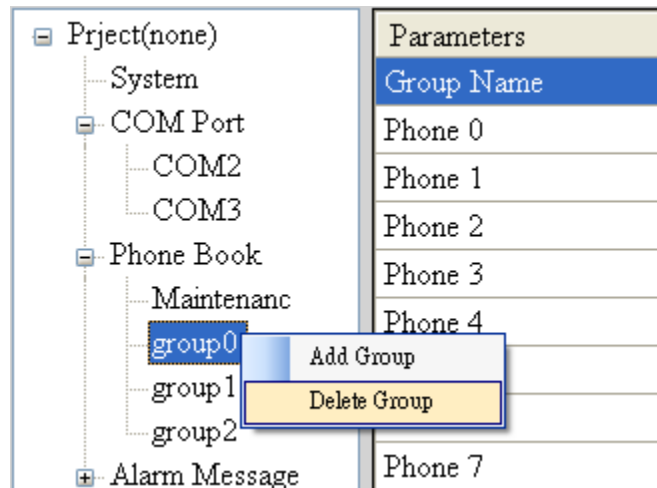 Prject(none)
System
COM Port
COM2
COM3
Phone Book
Maintenanc
group0
group1
group2
Alarm Message
Parameters
Group Name
Phone 0
Phone 1
Phone 2
Phone 3
Phone 4
Add Group
Delete Group
Phone 7